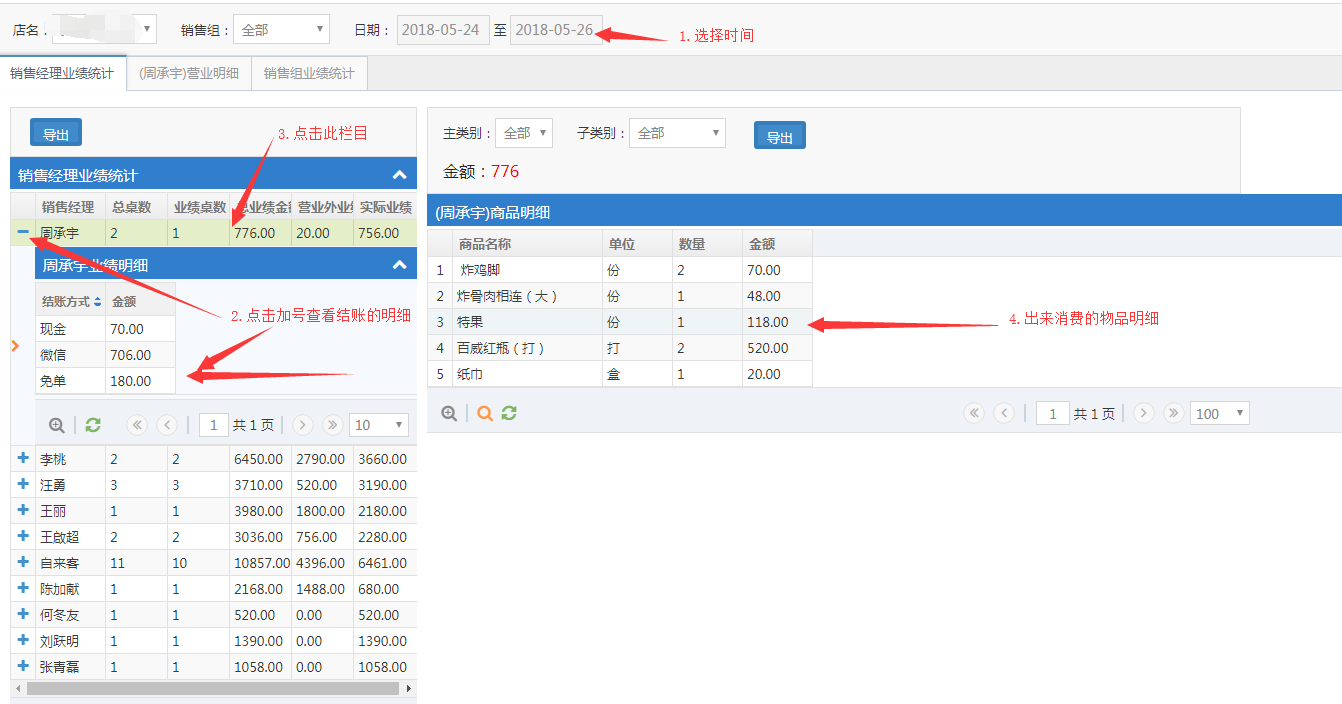 店名： 销售组： 全部 日期： 2018-05-24 至 2018-05-26 1. 选择时间
销售经理业绩统计 (周承宇)营业明细 销售组业绩统计
导出 3. 点击此栏目
销售经理业绩统计
销售经理 总桌数 业绩桌数 总业绩金额 营业外业绩 实际业绩
周承宇 2 1 776.00 20.00 756.00
周承宇业绩明细
结账方式 金额
现金 70.00
微信 706.00
免单 180.00
2. 点击加号查看结账的明细
1 共 1 页 10
李桃 2 2 6450.00 2790.00 3660.00
汪勇 3 3 3710.00 520.00 3190.00
王丽 1 1 3980.00 1800.00 2180.00
王啟超 2 2 3036.00 756.00 2280.00
自来客 11 10 10857.00 4396.00 6461.00
陈加献 1 1 2168.00 1488.00 680.00
何冬友 1 1 520.00 0.00 520.00
刘跃明 1 1 1390.00 0.00 1390.00
张青磊 1 1 1058.00 0.00 1058.00
主类别： 全部 子类别： 全部 导出
金额：776
(周承宇)商品明细
商品名称 单位 数量 金额
1 炸鸡脚 份 2 70.00
2 炸骨肉相连（大） 份 1 48.00
3 特果 份 1 118.00
4 百威红瓶（打） 打 2 520.00
5 纸巾 盒 1 20.00
4. 出来消费的物品明细
1 共 1 页 100